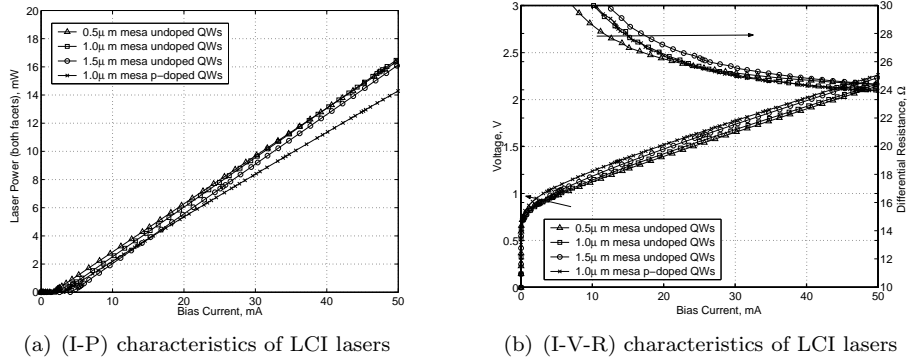 20
18
16
14
12
10
8
6
4
2
0
Laser Power (both facets), mW
0.5μ m mesa undoped QWs
1.0μ m mesa undoped QWs
1.5μ m mesa undoped QWs
1.0μ m mesa p−doped QWs
0 10 20 30 40 50
Bias Current, mA
(a) (I-P) characteristics of LCI lasers
3
2.5
2
1.5
1
0.5
0
Voltage, V
30
28
26
24
22
20
18
16
14
12
10
Differential Resistance, Ω
0.5μ m mesa undoped QWs
1.0μ m mesa undoped QWs
1.5μ m mesa undoped QWs
1.0μ m mesa p−doped QWs
0 10 20 30 40 50
Bias Current, mA
(b) (I-V-R) characteristics of LCI lasers